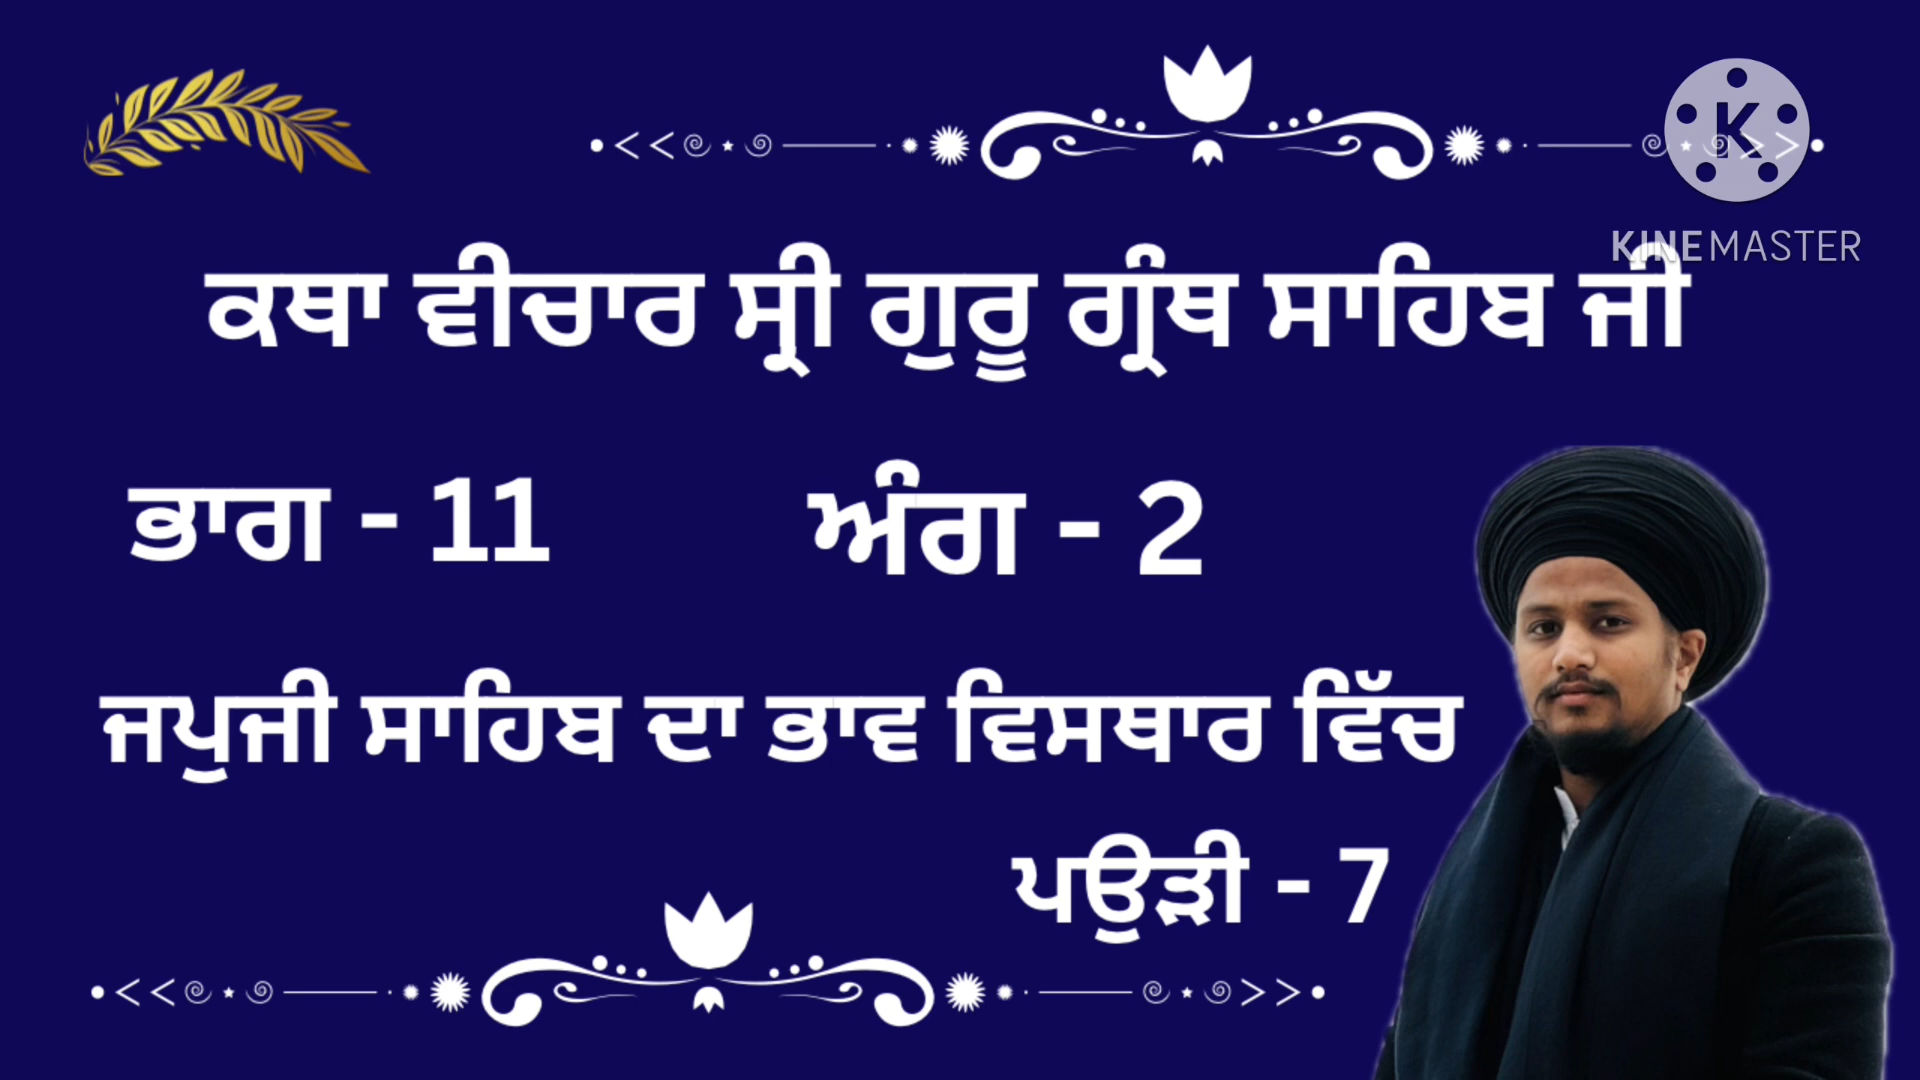 KINEMASTER
ਕਥਾ ਵੀਚਾਰ ਸ੍ਰੀ ਗੁਰੂ ਗ੍ਰੰਥ ਸਾਹਿਬ ਜੀ
ਭਾਗ - 11 ਅੰਗ - 2
ਜਪੁਜੀ ਸਾਹਿਬ ਦਾ ਭਾਵ ਵਿਸਥਾਰ ਵਿੱਚ
ਪਉੜੀ - 7